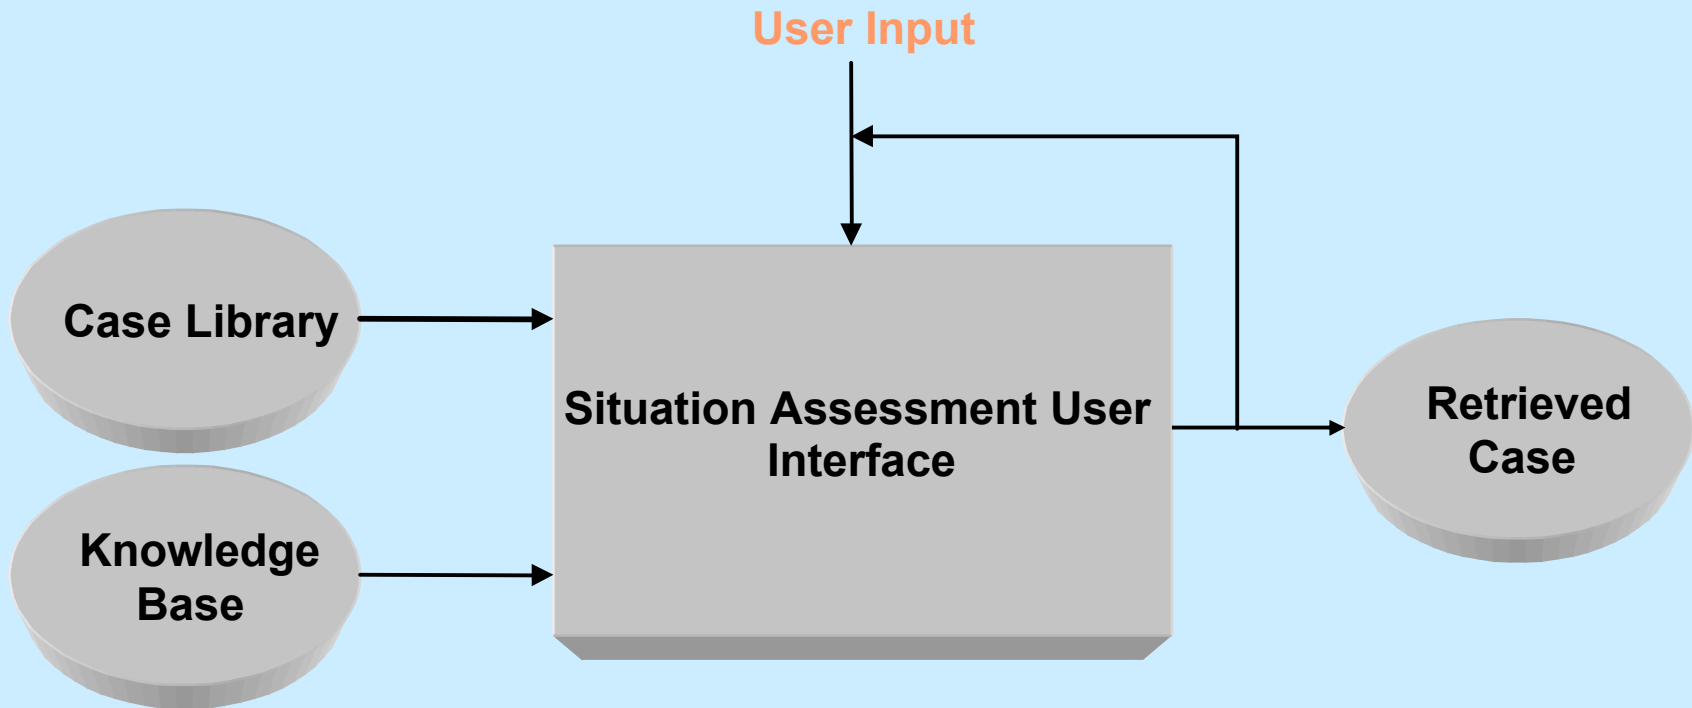 User Input
Case Library
Situation Assessment User
Interface
Retrieved
Case
Knowledge
Base